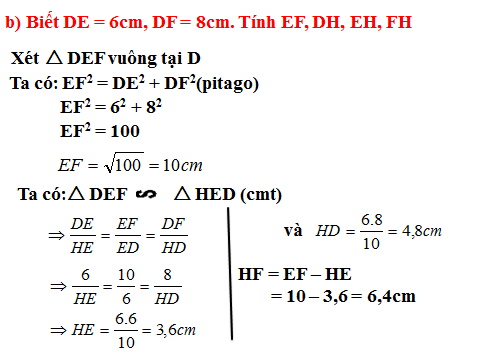 b) Biết DE = 6cm, DF = 8cm. Tính EF, DH, EH, FH
Xét △ DEF vuông tại D
Ta có: EF² = DE² + DF²(pitago)
EF² = 6² + 8²
EF² = 100
EF = √100 = 10cm
Ta có:△ DEF ∽ △ HED (cmt)
⇒ DE/HE = EF/ED = DF/HD
⇒ 6/HE = 10/6 = 8/HD
⇒ HE = 6.6/10 = 3,6cm
và HD = 6.8/10 = 4,8cm
HF = EF – HE
= 10 – 3,6 = 6,4cm